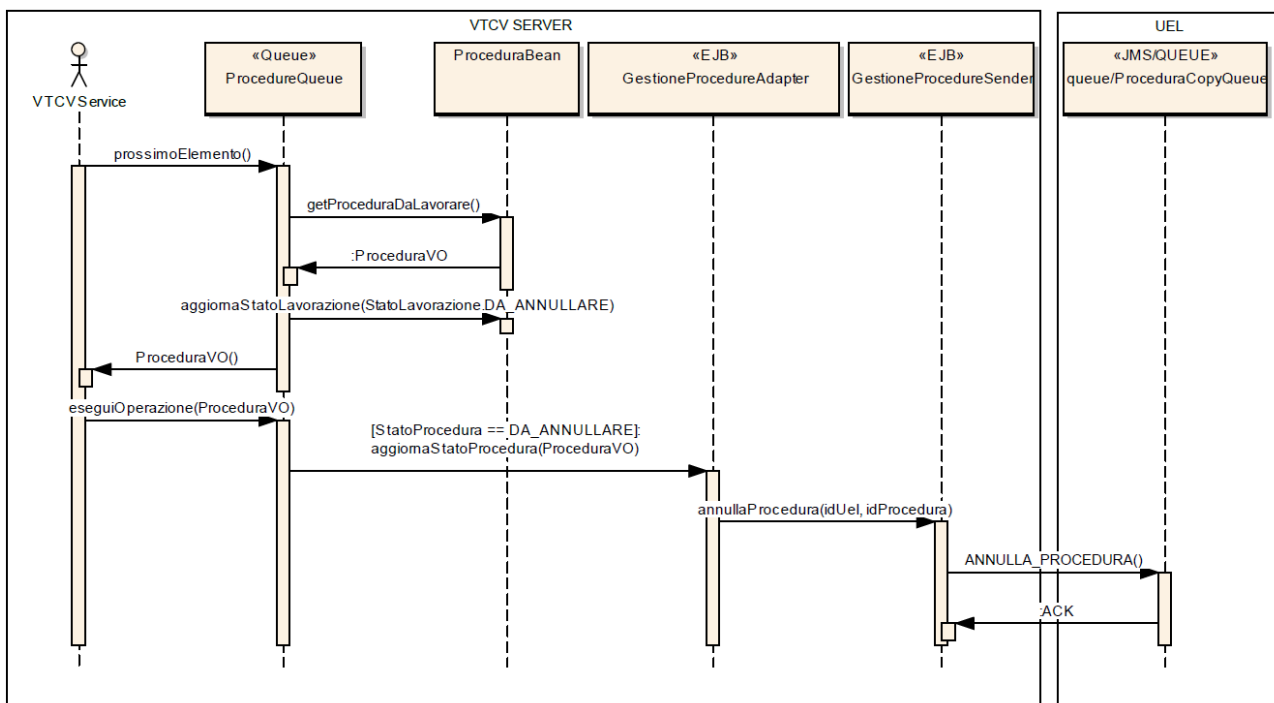 VTCV SERVER
UEL
VTCVService
«Queue»
ProcedureQueue
ProceduraBean
«EJB»
GestioneProcedureAdapter
«EJB»
GestioneProcedureSender
«JMS/QUEUE»
queue/ProceduraCopyQueue
prossimoElemento()
getProceduraDaLavorare()
:ProceduraVO
aggiornaStatoLavorazione(StatoLavorazione.DA_ANNULLARE)
ProceduraVO()
eseguiOperazione(ProceduraVO)
[StatoProcedura == DA_ANNULLARE]:
aggiornaStatoProcedura(ProceduraVO)
annullaProcedura(idUel, idProcedura)
ANNULLA_PROCEDURA()
:ACK